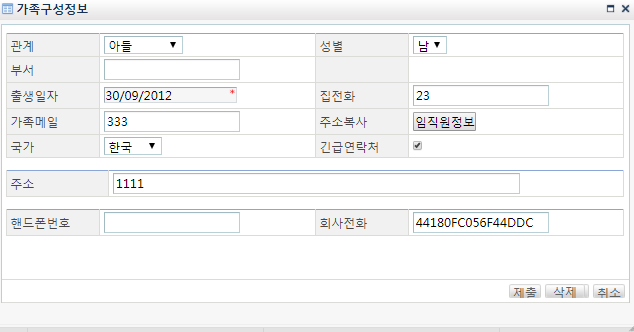 가족구성정보
관계 아들 성별 남
부서
출생일자 30/09/2012 * 집전화 23
가족메일 333 주소복사 임직원정보
국가 한국 긴급연락처
주소 1111
핸드폰번호 회사전화 44180FC056F44DDC
제출 삭제 취소